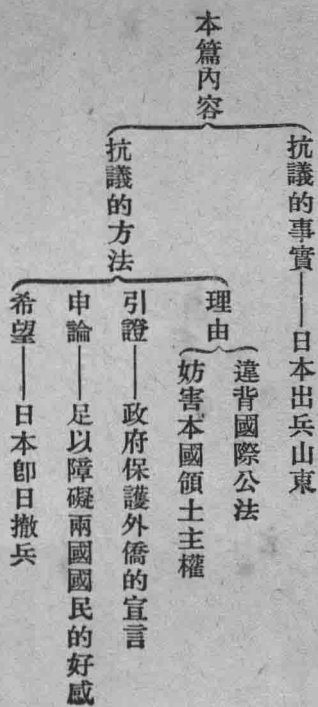 本篇內容
抗議的事實——日本出兵山東
抗議的方法
理由
違背國際公法
妨害本國領土主權
引證——政府保護外僑的宣言
申論——足以障礙兩國國民的好感
希望——日本卽日撤兵